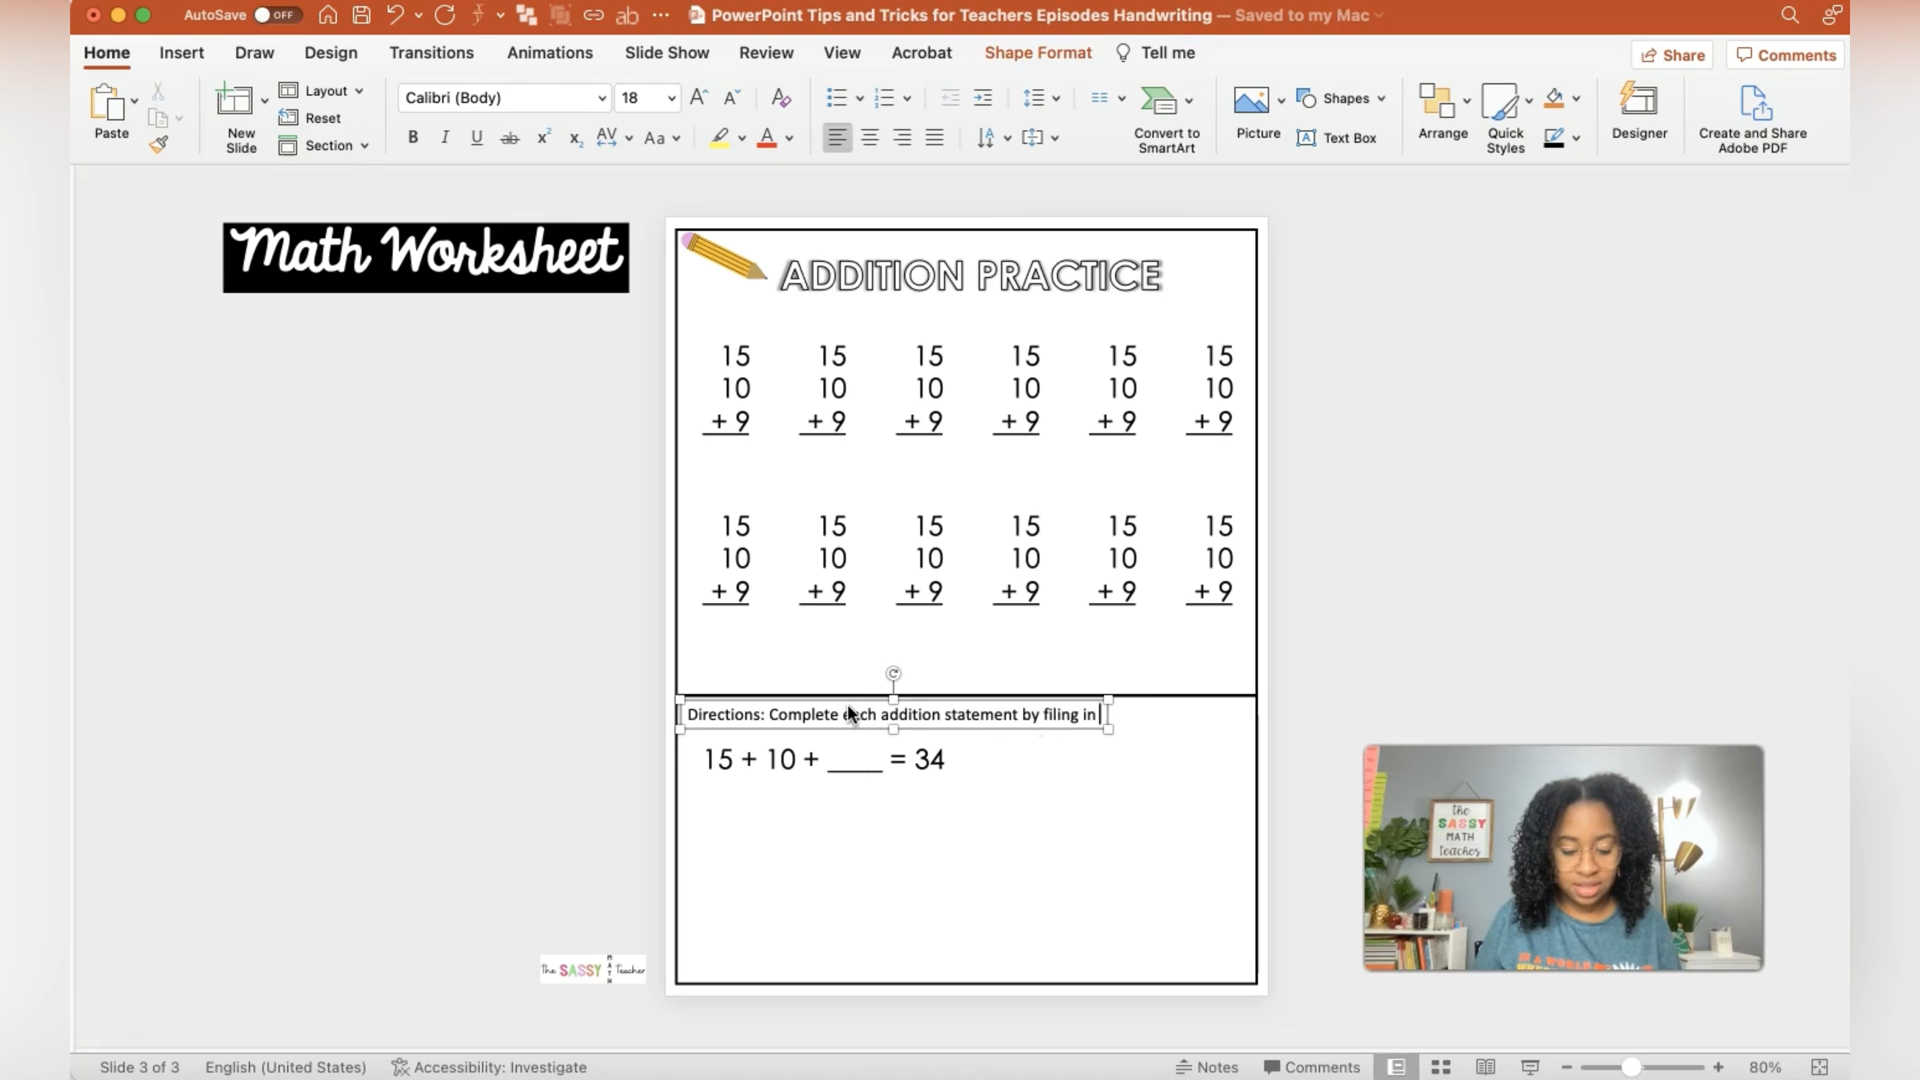 AutoSave OFF
PowerPoint Tips and Tricks for Teachers Episodes Handwriting — Saved to my Mac
Home Insert Draw Design Transitions Animations Slide Show Review View Acrobat Shape Format Tell me
Share Comments
Paste
New Slide
Layout
Reset
Section
Calibri (Body) 18
Convert to SmartArt
Picture
Shapes
Text Box
Arrange
Quick Styles
Designer
Create and Share Adobe PDF
Math Worksheet
ADDITION PRACTICE
15 15 15 15 15 15
10 10 10 10 10 10
+ 9 + 9 + 9 + 9 + 9 + 9
15 15 15 15 15 15
10 10 10 10 10 10
+ 9 + 9 + 9 + 9 + 9 + 9
Directions: Complete each addition statement by filing in
15 + 10 + ____ = 34
the SASSY MATH Teacher
the
SASSY
MATH
teacher
Slide 3 of 3 English (United States) Accessibility: Investigate Notes Comments 80%